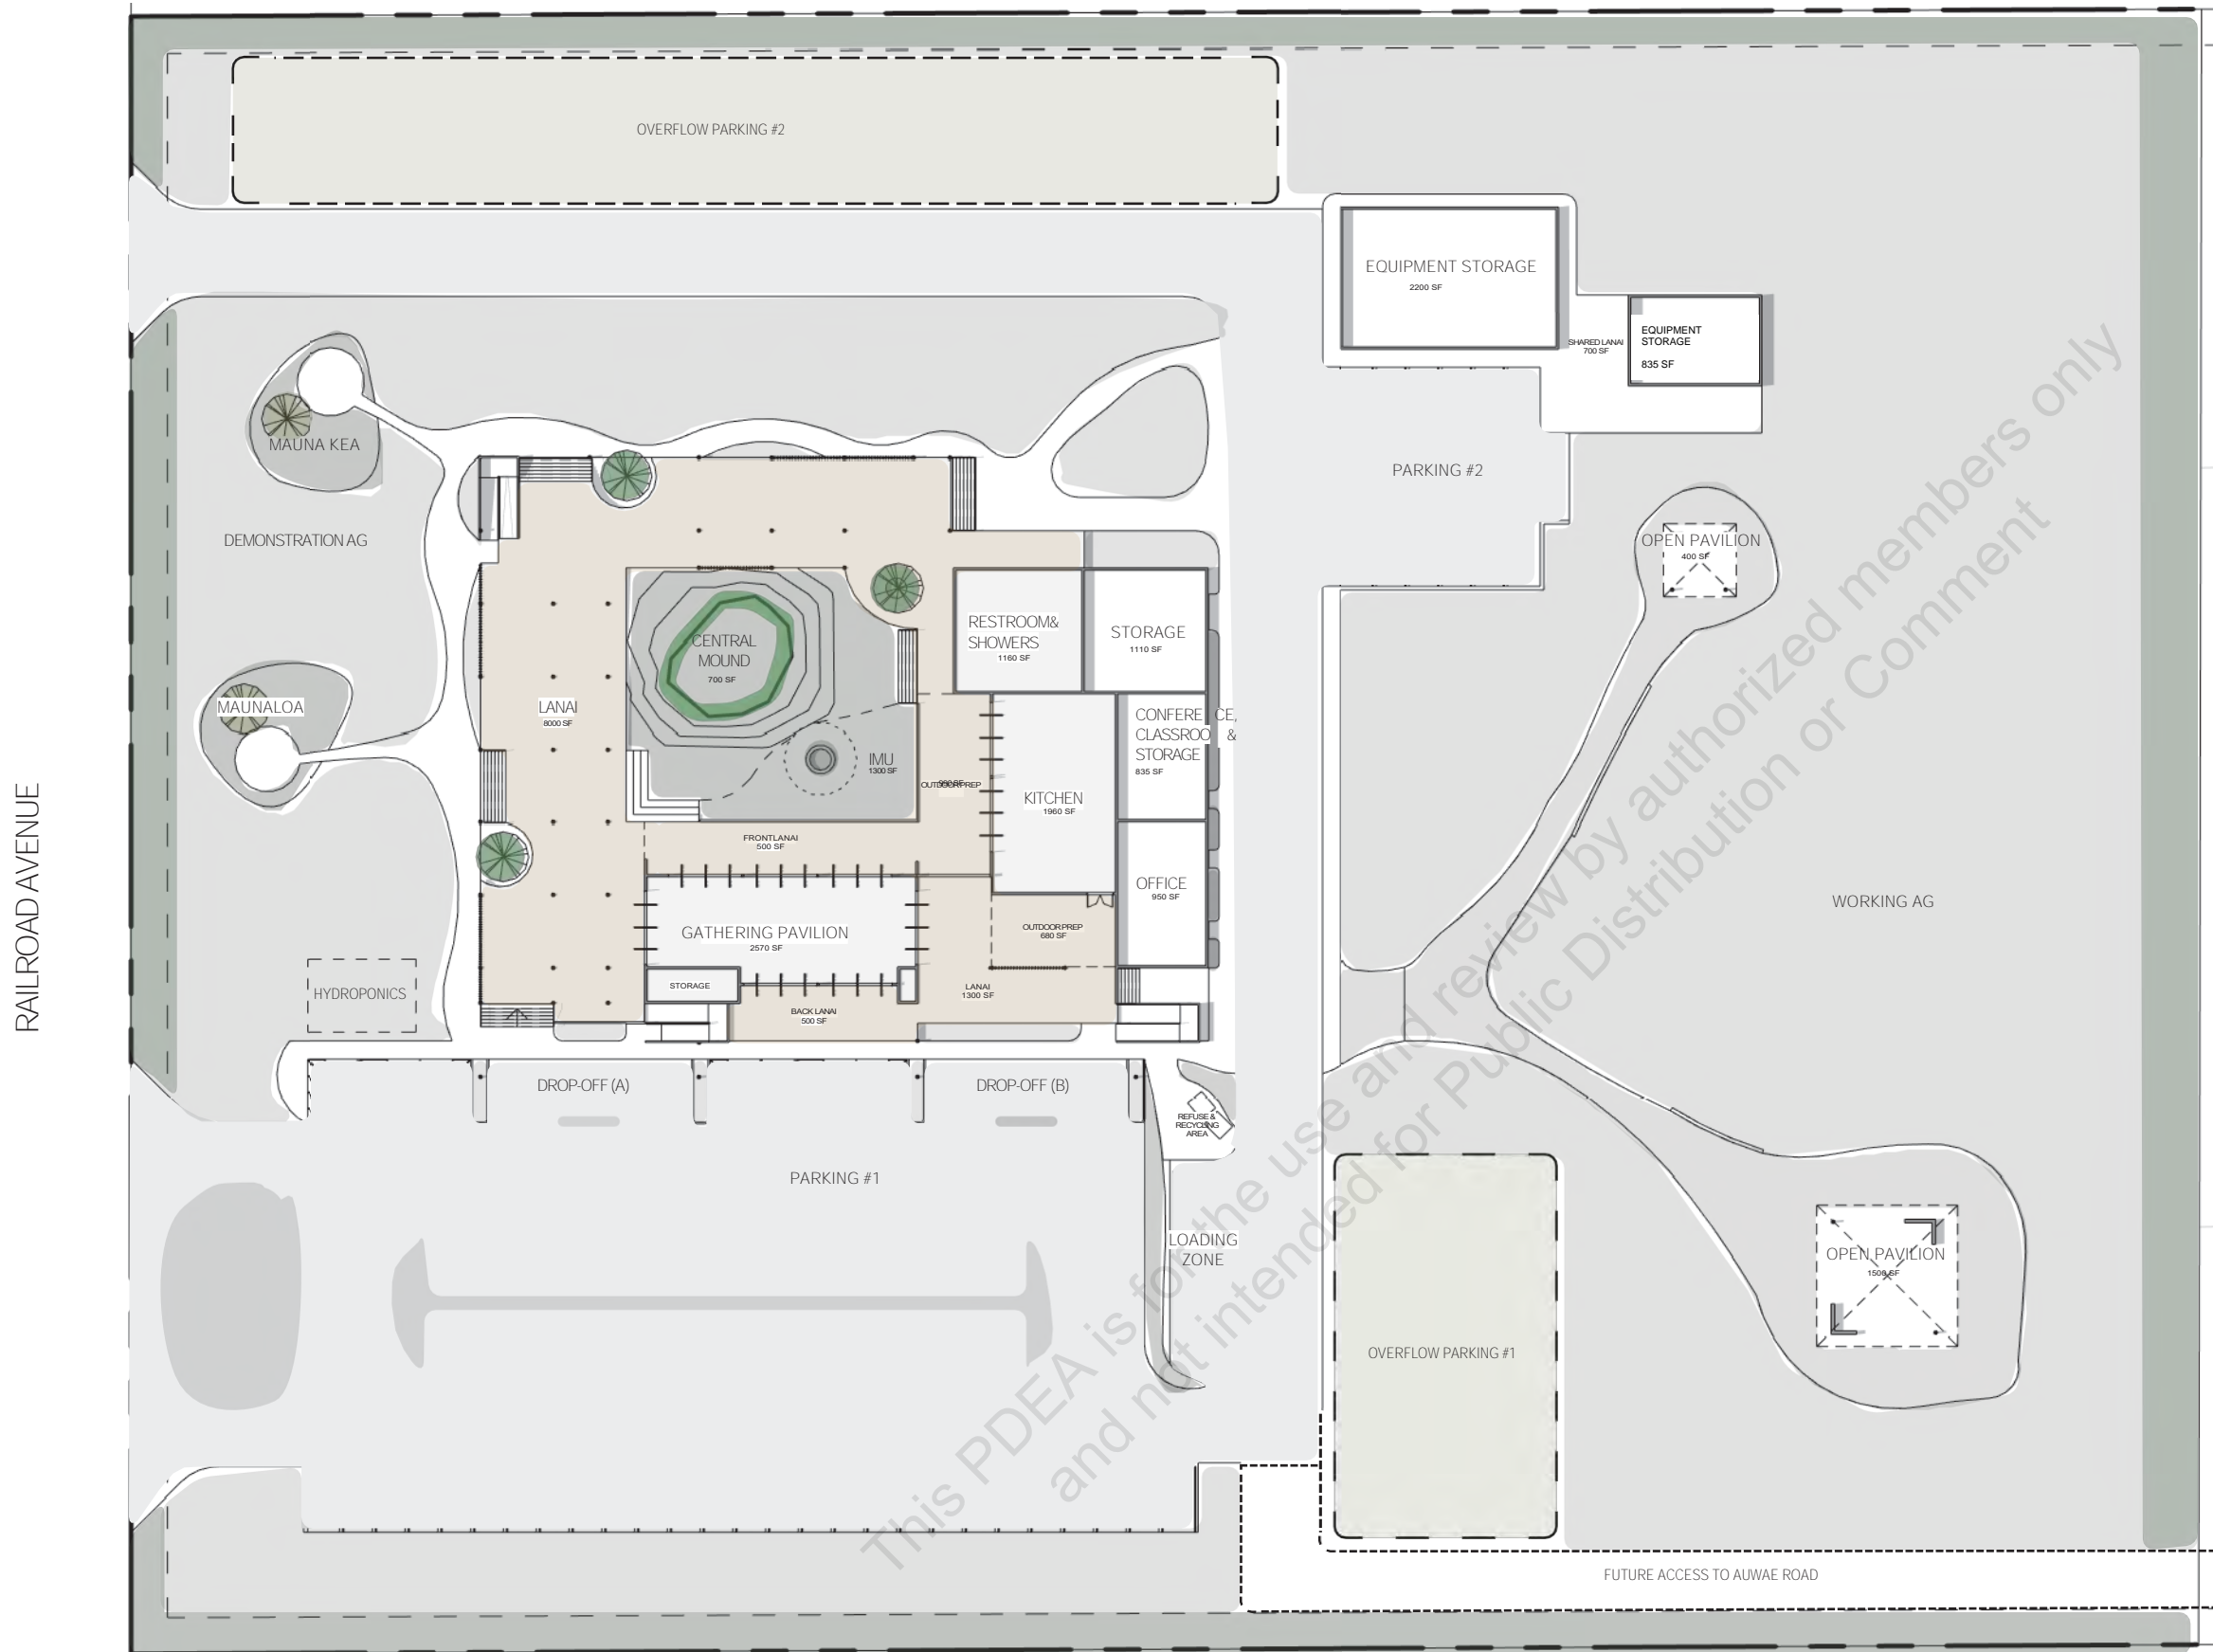 OVERFLOW PARKING #2
EQUIPMENT STORAGE
2200 SF
EQUIPMENT
STORAGE
835 SF
SHARED LANAI
700 SF
MAUNA KEA
PARKING #2
DEMONSTRATION AG
OPEN PAVILION
400 SF
RESTROOM&
SHOWERS
1160 SF
STORAGE
1110 SF
CENTRAL
MOUND
700 SF
MAUNALOA
LANAI
8000 SF
CONFERE CE,
CLASSROO &
STORAGE
835 SF
IMU
1300 SF
OUTDOOR PREP
KITCHEN
1960 SF
FRONT LANAI
500 SF
OFFICE
950 SF
WORKING AG
RAILROAD AVENUE
GATHERING PAVILION
2570 SF
OUTDOOR PREP
680 SF
STORAGE
LANAI
1300 SF
HYDROPONICS
BACK LANAI
500 SF
DROP-OFF (A)
DROP-OFF (B)
REFUSE &
RECYCLING
AREA
PARKING #1
LOADING
ZONE
OPEN PAVILION
1500 SF
OVERFLOW PARKING #1
FUTURE ACCESS TO AUWAE ROAD
This PDEA is for the use and review by authorized members only
and not intended for Public Distribution or Comment